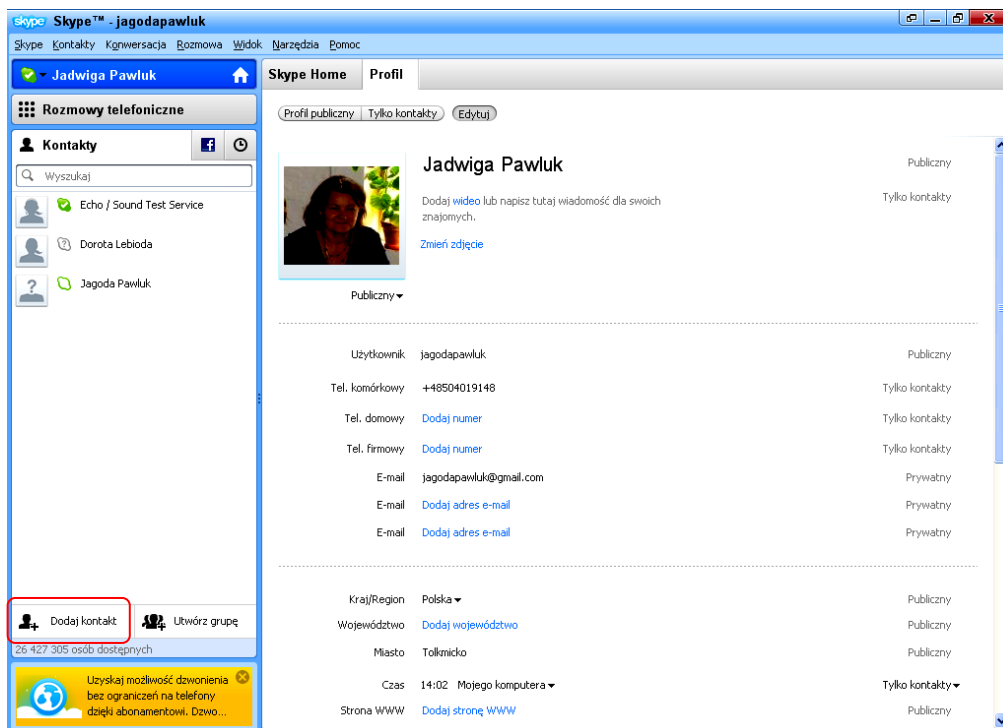 Skype™ - jagodapawluk
Skype Kontakty Konwersacja Rozmowa Widok Narzędzia Pomoc
Jadwiga Pawluk
Rozmowy telefoniczne
Kontakty
Wyszukaj
Echo / Sound Test Service
Dorota Lebioda
Jagoda Pawluk
Dodaj kontakt
Utwórz grupę
26 427 305 osób dostępnych
Uzyskaj możliwość dzwonienia
bez ograniczeń na telefony
dzięki abonamentowi. Dzwo...
Skype Home Profil
Profil publiczny Tylko kontakty Edytuj
Jadwiga Pawluk Publiczny
Dodaj wideo lub napisz tutaj wiadomość dla swoich Tylko kontakty
znajomych.
Zmień zdjęcie
Publiczny
Użytkownik jagodapawluk Publiczny
Tel. komórkowy +48504019148 Tylko kontakty
Tel. domowy Dodaj numer Tylko kontakty
Tel. firmowy Dodaj numer Tylko kontakty
E-mail jagodapawluk@gmail.com Prywatny
E-mail Dodaj adres e-mail Prywatny
E-mail Dodaj adres e-mail Prywatny
Kraj/Region Polska Publiczny
Województwo Dodaj województwo Publiczny
Miasto Tolkmicko Publiczny
Czas 14:02 Mojego komputera Tylko kontakty
Strona WWW Dodaj stronę WWW Publiczny